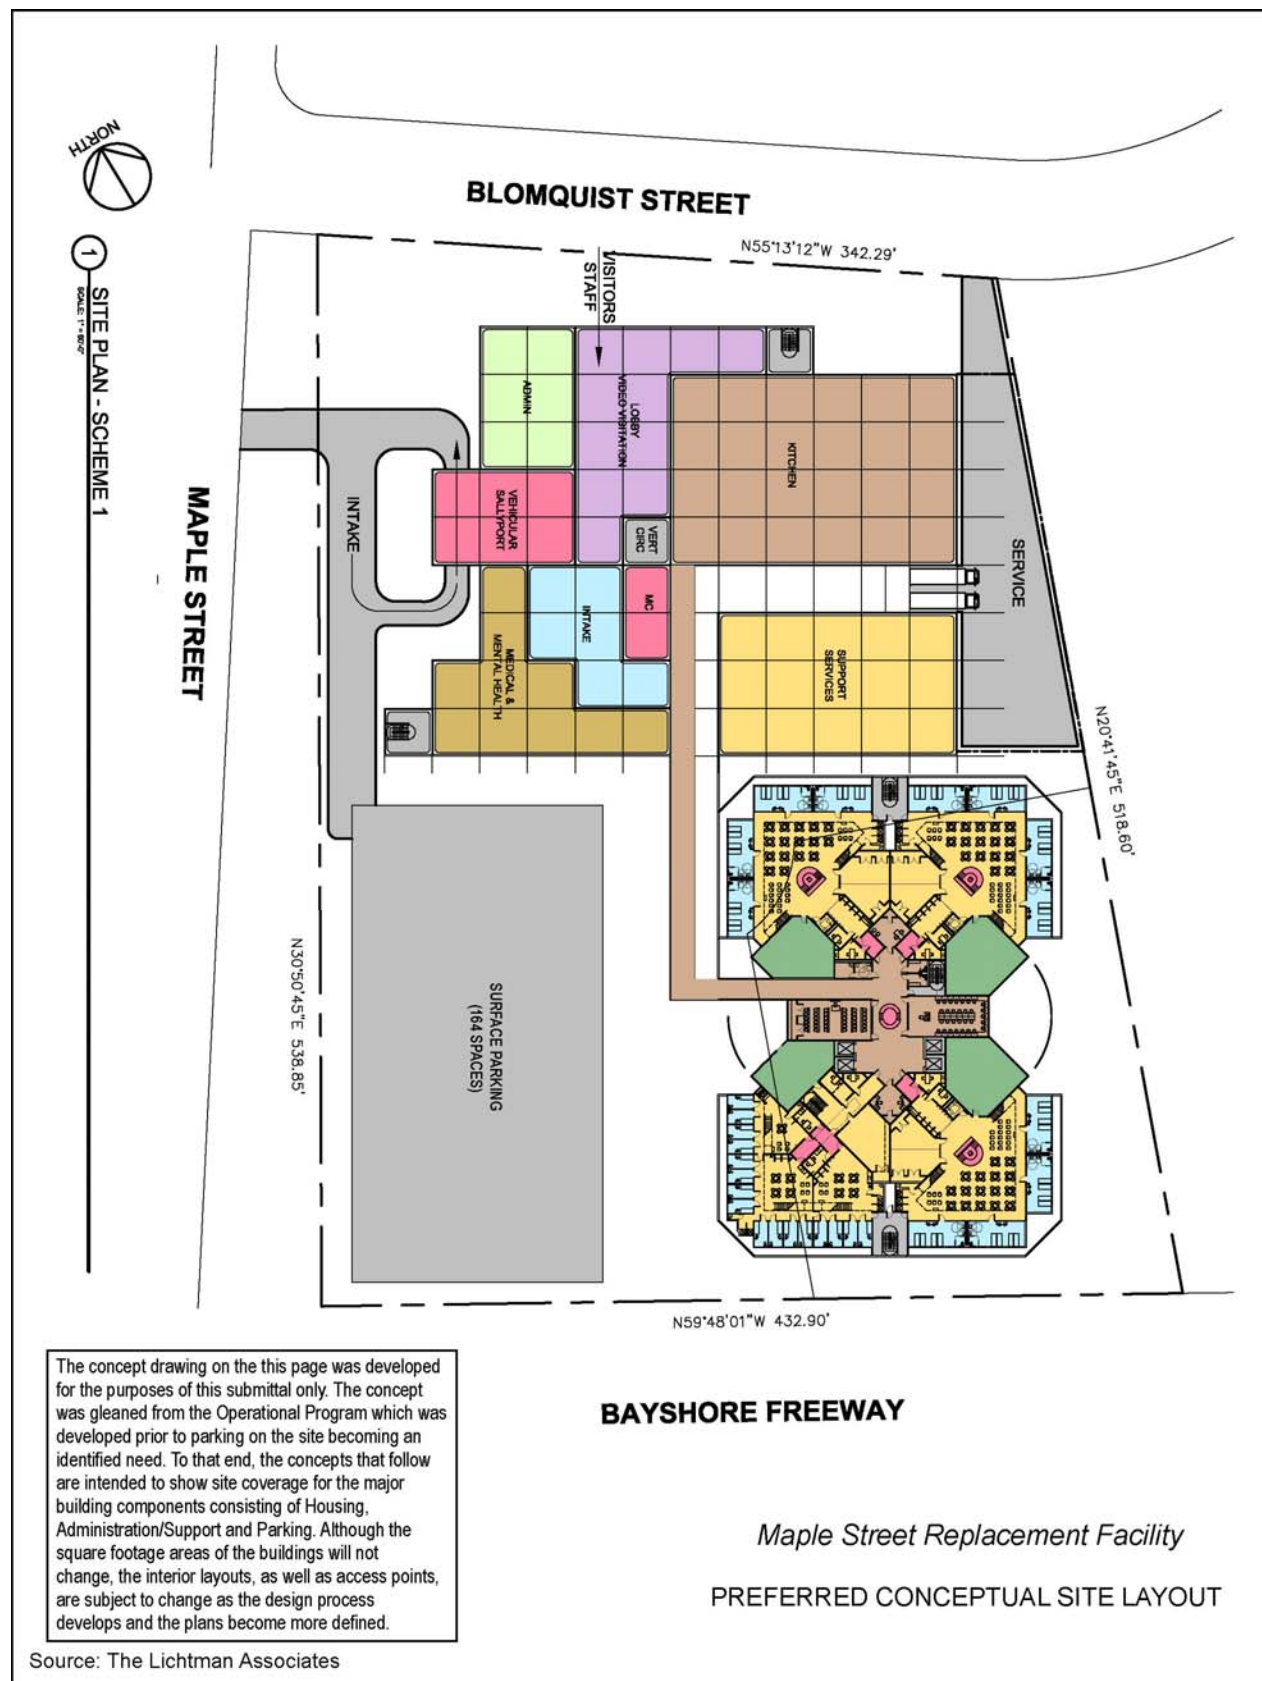 NORTH
BLOMQUIST STREET
N55°13'12"W 342.29'
1
SITE PLAN - SCHEME 1
SCALE: 1" = 60'-0"
VISITORS
STAFF
ADMIN
LOBBY
VIDEO VISITATION
KITCHEN
MAPLE STREET
INTAKE
VEHICULAR
SALLYPORT
VERT
CIRC
SERVICE
MC
INTAKE
MEDICAL &
MENTAL HEALTH
SUPPORT
SERVICES
N20°41'45"E 518.60'
N30°50'45"E 538.85'
SURFACE PARKING
(164 SPACES)
N59°48'01"W 432.90'
The concept drawing on the this page was developed
for the purposes of this submittal only. The concept
was gleaned from the Operational Program which was
developed prior to parking on the site becoming an
identified need. To that end, the concepts that follow
are intended to show site coverage for the major
building components consisting of Housing,
Administration/Support and Parking. Although the
square footage areas of the buildings will not
change, the interior layouts, as well as access points,
are subject to change as the design process
develops and the plans become more defined.
BAYSHORE FREEWAY
Maple Street Replacement Facility
PREFERRED CONCEPTUAL SITE LAYOUT
Source: The Lichtman Associates